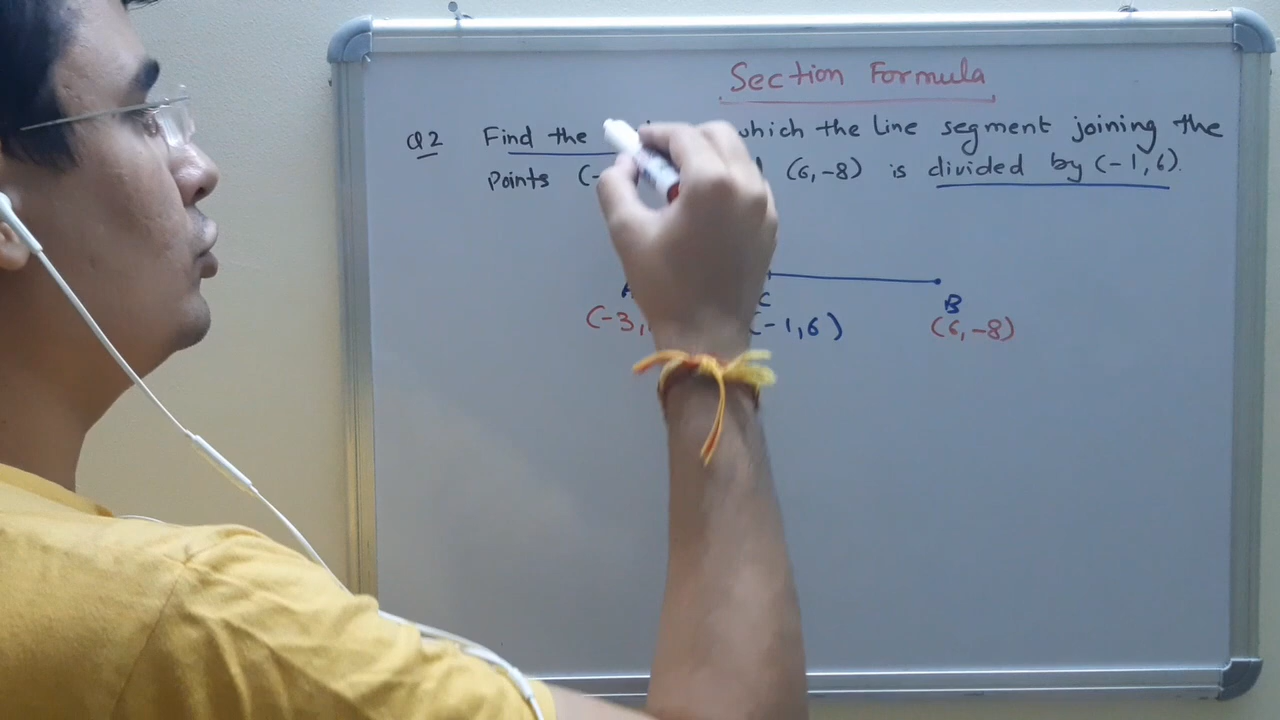 Section Formula
Q2 Find the which the Line segment joining the
Points (- (6,-8) is divided by (-1,6).
A C B
(-3, (-1,6) (6,-8)